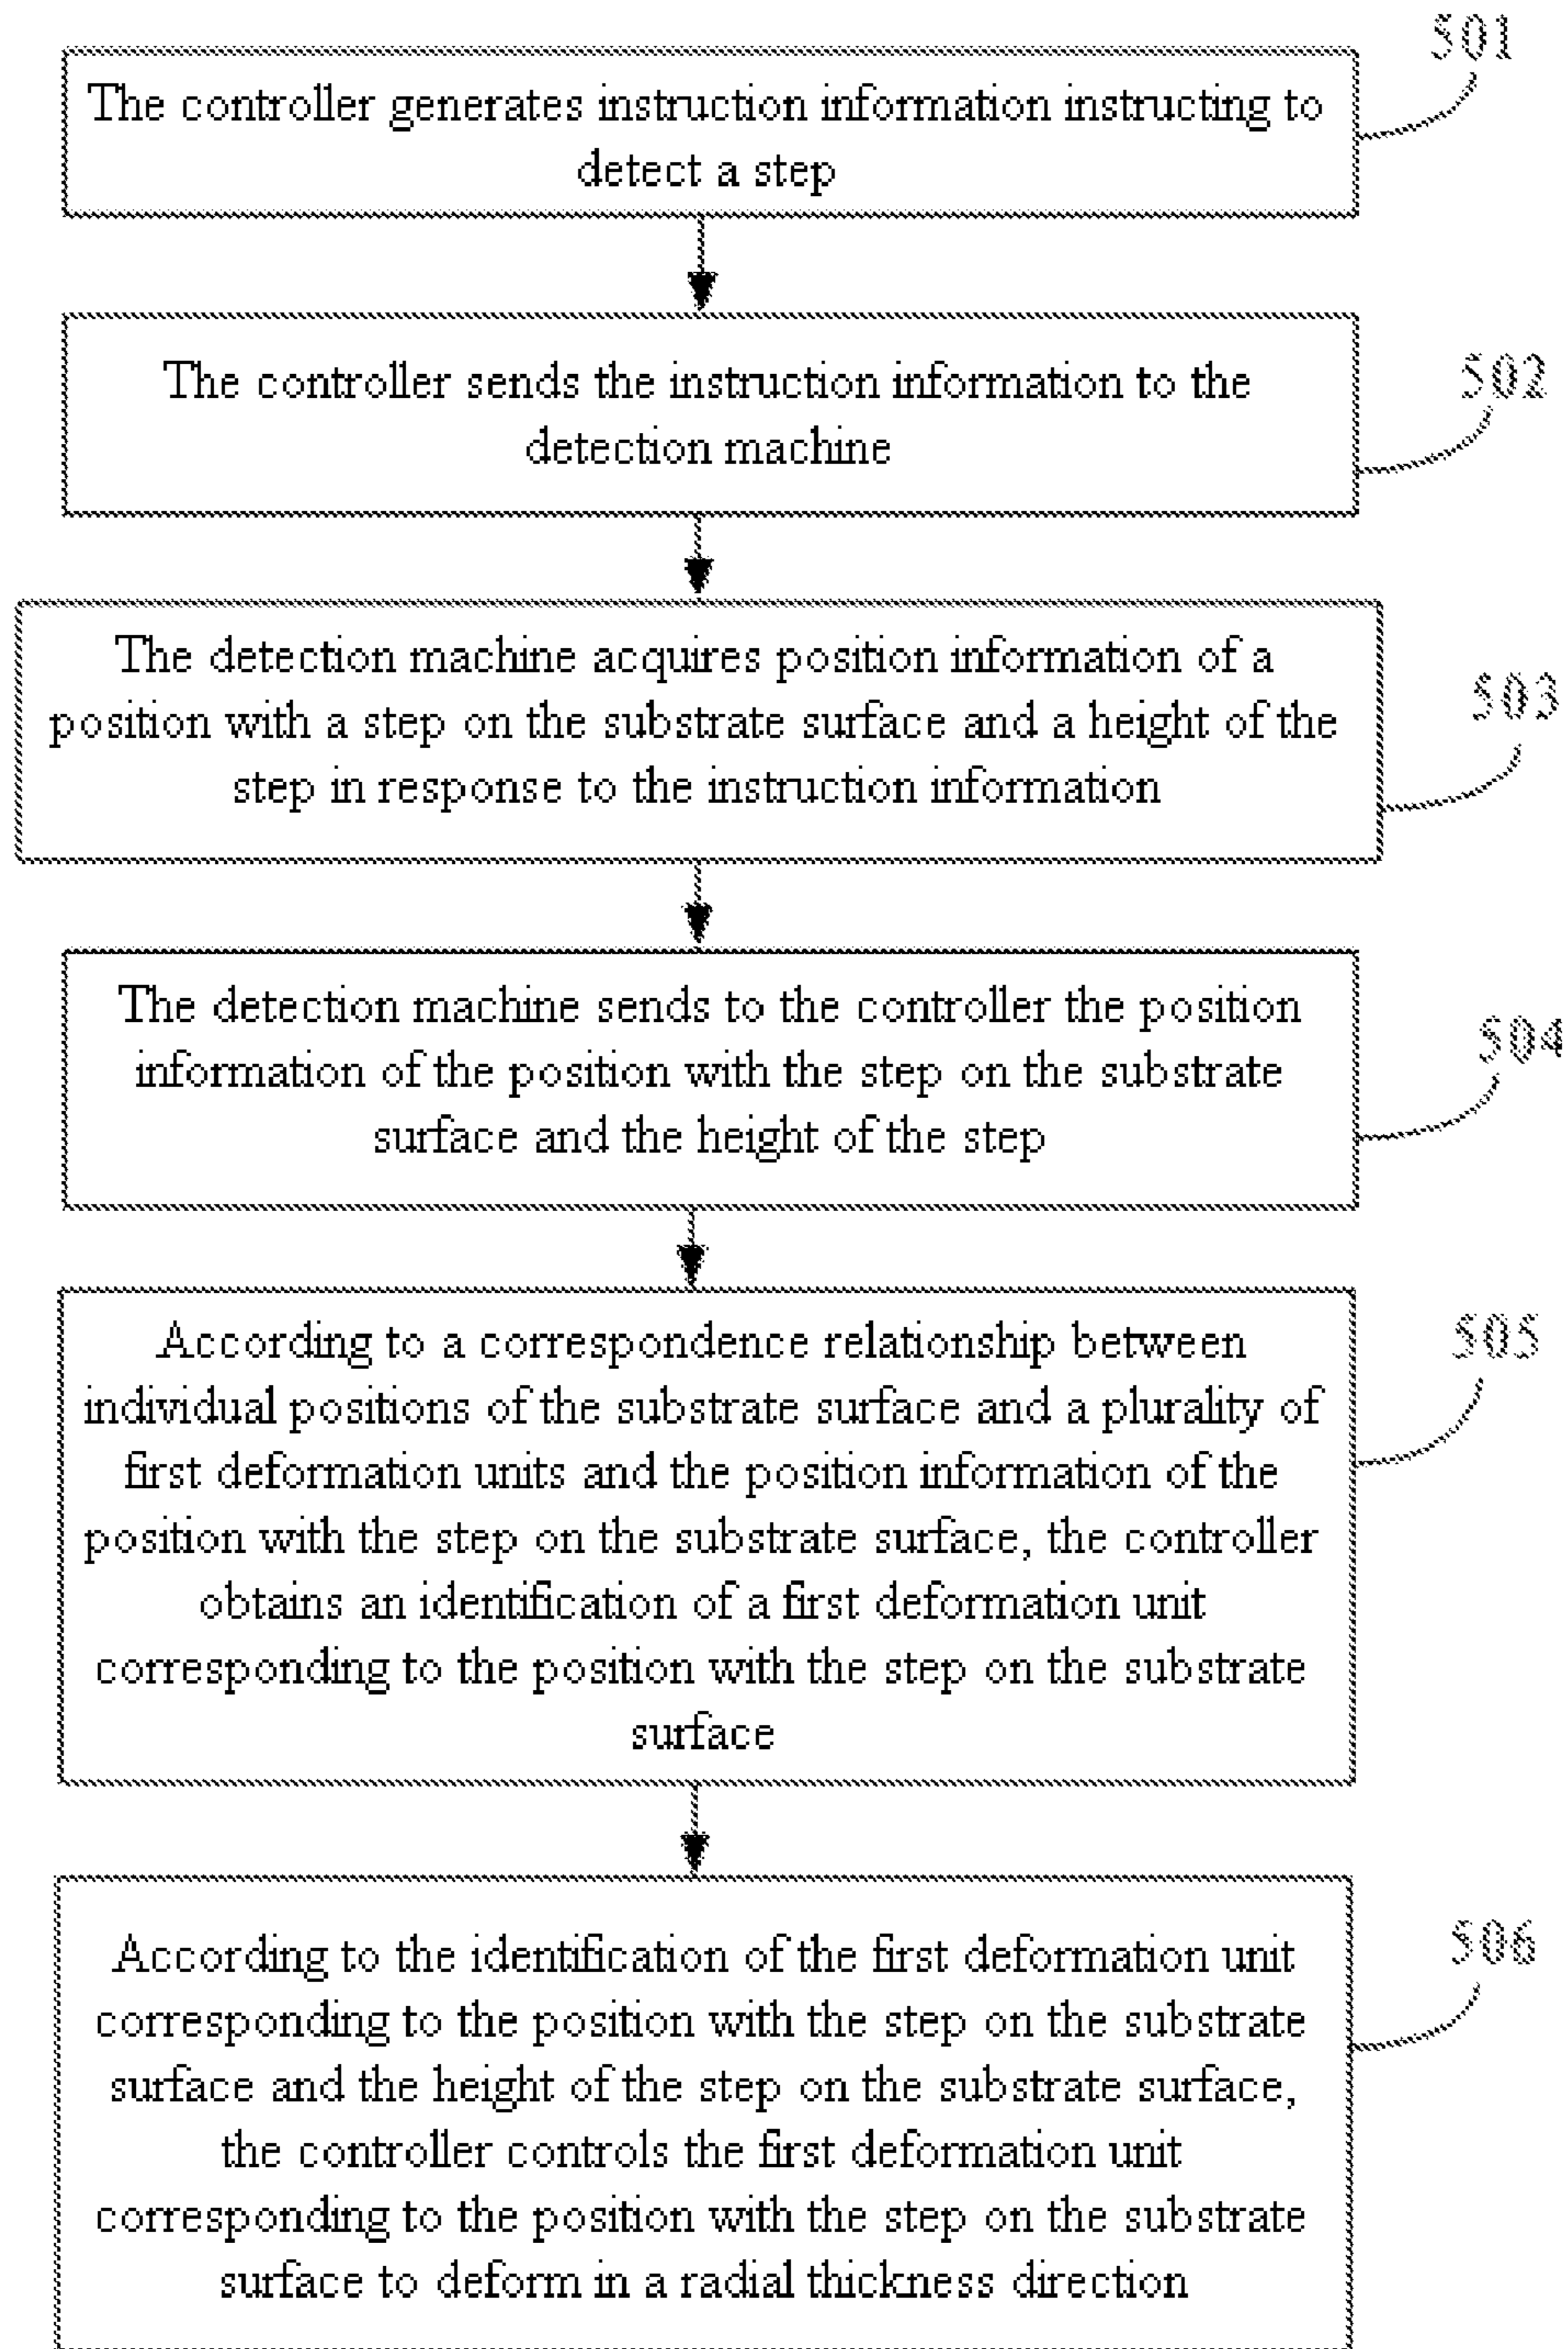 501
The controller generates instruction information instructing to
detect a step
502
The controller sends the instruction information to the
detection machine
503
The detection machine acquires position information of a
position with a step on the substrate surface and a height of the
step in response to the instruction information
504
The detection machine sends to the controller the position
information of the position with the step on the substrate
surface and the height of the step
505
According to a correspondence relationship between
individual positions of the substrate surface and a plurality of
first deformation units and the position information of the
position with the step on the substrate surface, the controller
obtains an identification of a first deformation unit
corresponding to the position with the step on the substrate
surface
506
According to the identification of the first deformation unit
corresponding to the position with the step on the substrate
surface and the height of the step on the substrate surface,
the controller controls the first deformation unit
corresponding to the position with the step on the substrate
surface to deform in a radial thickness direction